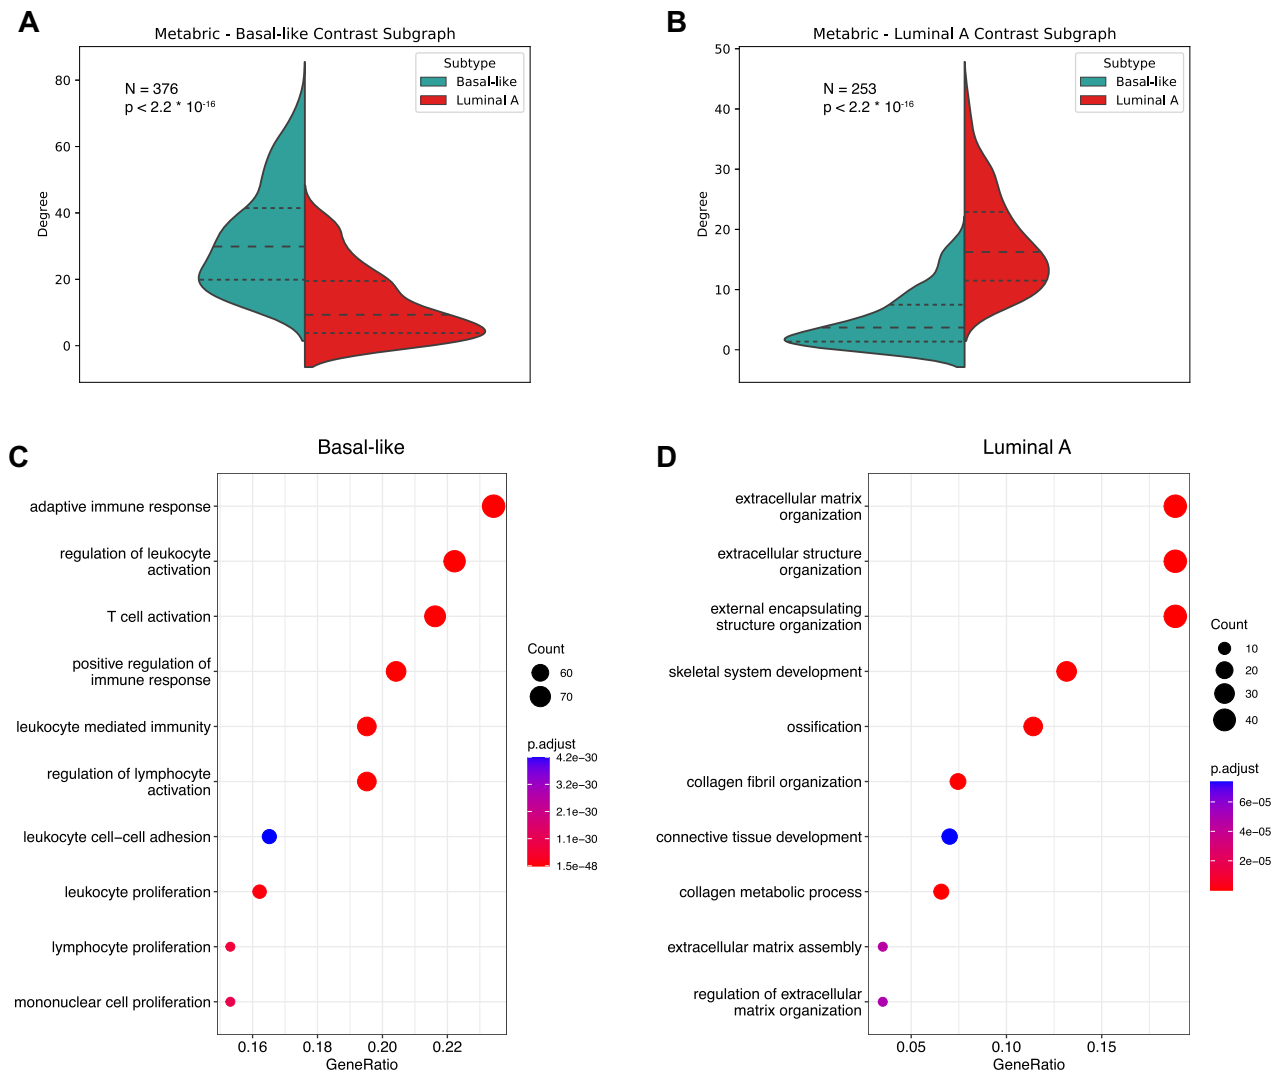 A
Metabric - Basal-like Contrast Subgraph
N = 376
p < 2.2 * 10-16
Subtype
Basal-like
Luminal A
Degree
80
60
40
20
0
B
Metabric - Luminal A Contrast Subgraph
N = 253
p < 2.2 * 10-16
Subtype
Basal-like
Luminal A
Degree
50
40
30
20
10
0
C
Basal-like
adaptive immune response
regulation of leukocyte
activation
T cell activation
positive regulation of
immune response
leukocyte mediated immunity
regulation of lymphocyte
activation
leukocyte cell−cell adhesion
leukocyte proliferation
lymphocyte proliferation
mononuclear cell proliferation
0.16 0.18 0.20 0.22
GeneRatio
Count
60
70
p.adjust
4.2e−30
3.2e−30
2.1e−30
1.1e−30
1.5e−48
D
Luminal A
extracellular matrix
organization
extracellular structure
organization
external encapsulating
structure organization
skeletal system development
ossification
collagen fibril organization
connective tissue development
collagen metabolic process
extracellular matrix assembly
regulation of extracellular
matrix organization
0.05 0.10 0.15
GeneRatio
Count
10
20
30
40
p.adjust
6e−05
4e−05
2e−05